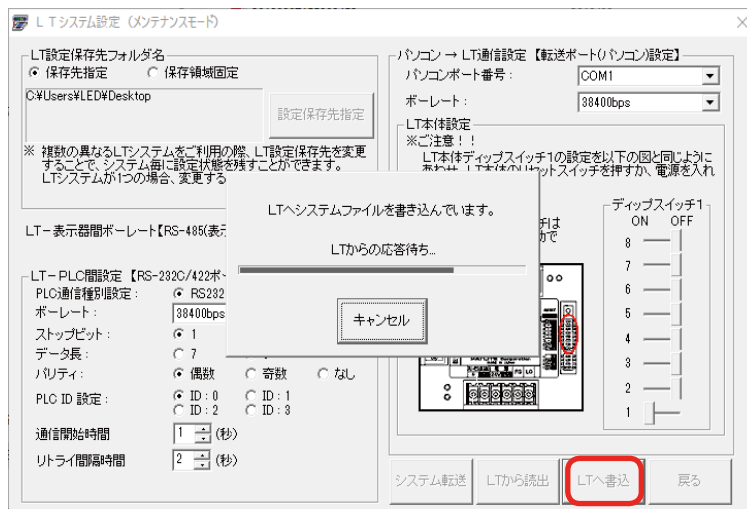 LTシステム設定 (メンテナンスモード)
LT設定保存先フォルダ名
保存先指定 保存領域固定
C:¥Users¥LED¥Desktop
設定保存先指定
※ 複数の異なるLTシステムをご利用の際、LT設定保存先を変更
することで、システム毎に設定状態を残すことができます。
LTシステムが1つの場合、変更する
LT-表示器間ボーレート【RS-485(表
LT-PLC間設定 【RS-232C/422ポ
PLC通信種別設定: RS232
ボーレート: 38400bps
ストップビット: 1
データ長: 7
パリティ: 偶数 奇数 なし
PLC ID 設定: ID:0 ID:1
ID:2 ID:3
通信開始時間 1 (秒)
リトライ間隔時間 2 (秒)
LTへシステムファイルを書き込んでいます。
LTからの応答待ち...
キャンセル
パソコン → LT通信設定 【転送ポート(パソコン)設定】
パソコンポート番号: COM1
ボーレート: 38400bps
LT本体設定
※ご注意!!
LT本体ディップスイッチ1の設定を以下の図と同じように
あわせ、LT本体のリセットスイッチを押すか、電源を入れ
チは
ディップスイッチ1
ON OFF
8
7
6
5
4
3
2
1
FG LG
システム転送 LTから読出 LTへ書込 戻る